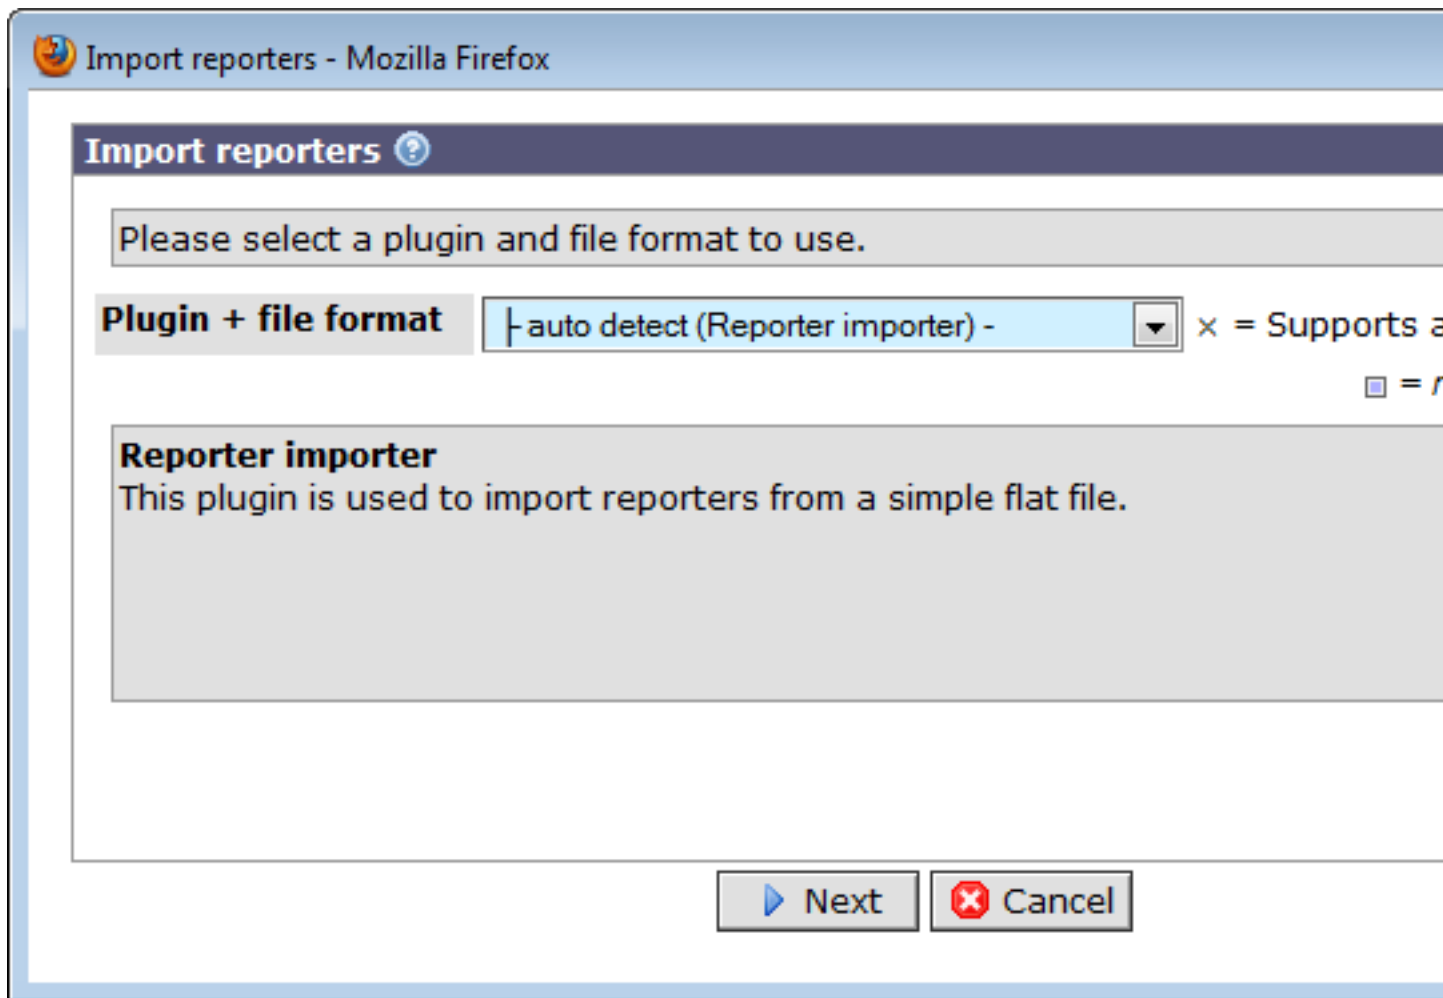 Import reporters - Mozilla Firefox
Import reporters
Please select a plugin and file format to use.
Plugin + file format
├ auto detect (Reporter importer) -
× = Supports
=
Reporter importer
This plugin is used to import reporters from a simple flat file.
Next
Cancel